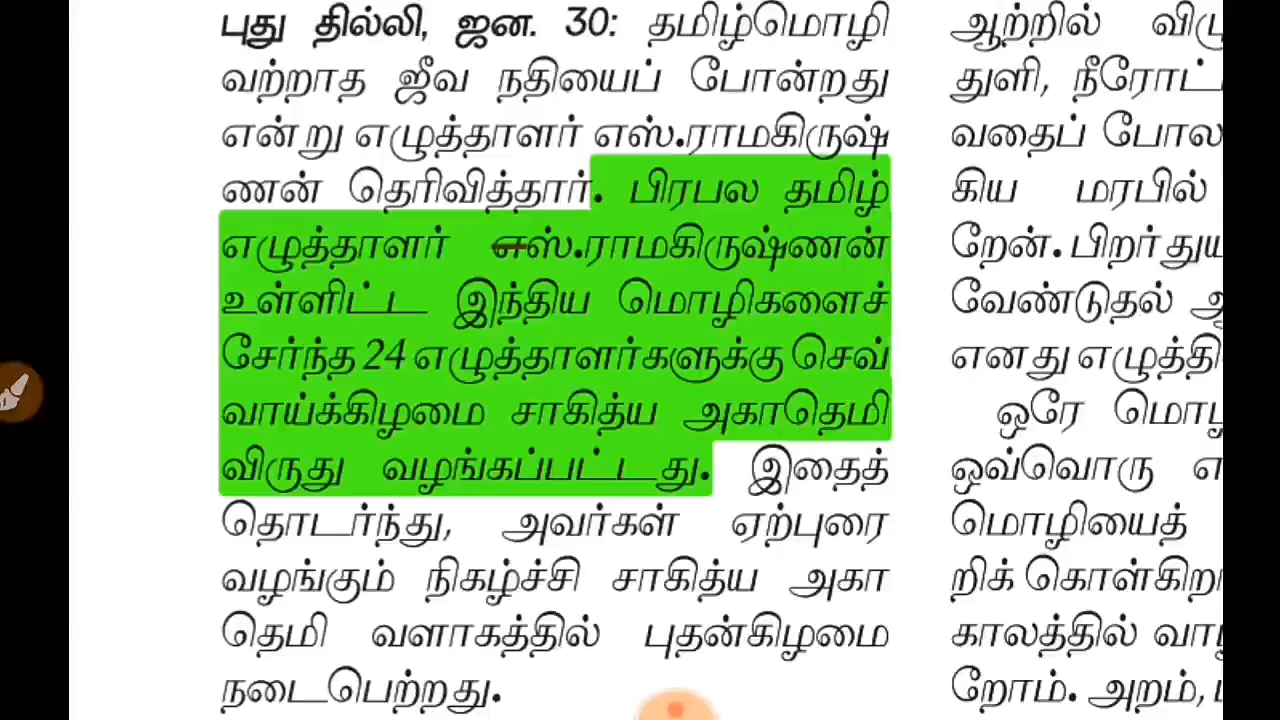 புது தில்லி, ஜன. 30: தமிழ்மொழி
வற்றாத ஜீவ நதியைப் போன்றது
என்று எழுத்தாளர் எஸ்.ராமகிருஷ்
ணன் தெரிவித்தார். பிரபல தமிழ்
எழுத்தாளர் எஸ்.ராமகிருஷ்ணன்
உள்ளிட்ட இந்திய மொழிகளைச்
சேர்ந்த 24 எழுத்தாளர்களுக்கு செவ்
வாய்க்கிழமை சாகித்ய அகாதெமி
விருது வழங்கப்பட்டது. இதைத்
தொடர்ந்து, அவர்கள் ஏற்புரை
வழங்கும் நிகழ்ச்சி சாகித்ய அகா
தெமி வளாகத்தில் புதன்கிழமை
நடைபெற்றது.
ஆற்றில்
துளி,
வதைப் போல
கிய மரபில்
றேன். பிறர்
வேண்டுதல்
எனது
ஒரே
ஒவ்வொரு
மொழியைத்
றிக்
காலத்தில்
றோம். அறம்,